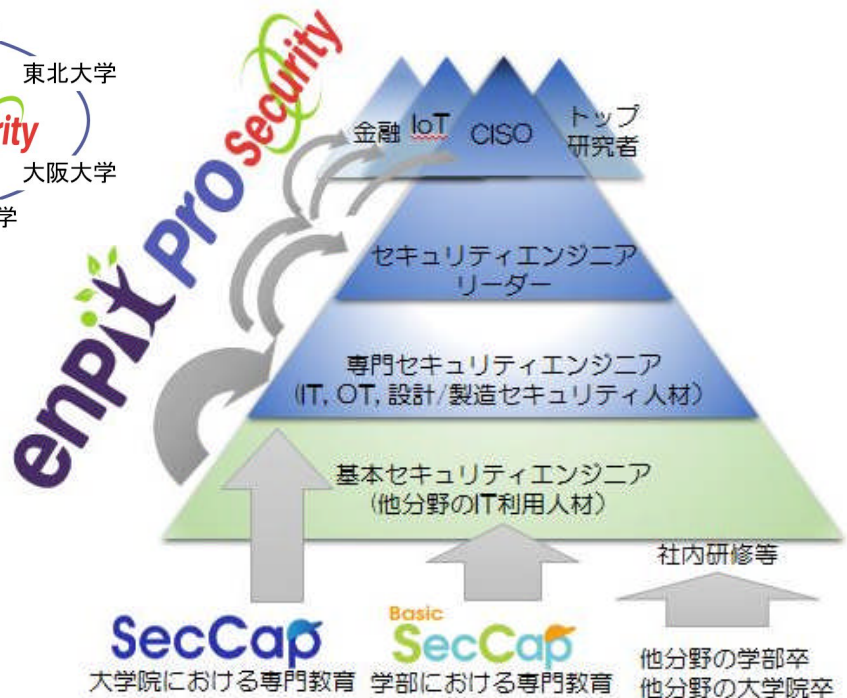 東北大学
rity
大阪大学
学
enPiT Pro Security
金融
IoT
CISO
トップ
研究者
セキュリティエンジニア
リーダー
専門セキュリティエンジニア
(IT, OT, 設計/製造セキュリティ人材)
基本セキュリティエンジニア
(他分野のIT利用人材)
社内研修等
SecCap
大学院における専門教育
Basic
SecCap
学部における専門教育
他分野の学部卒
他分野の大学院卒